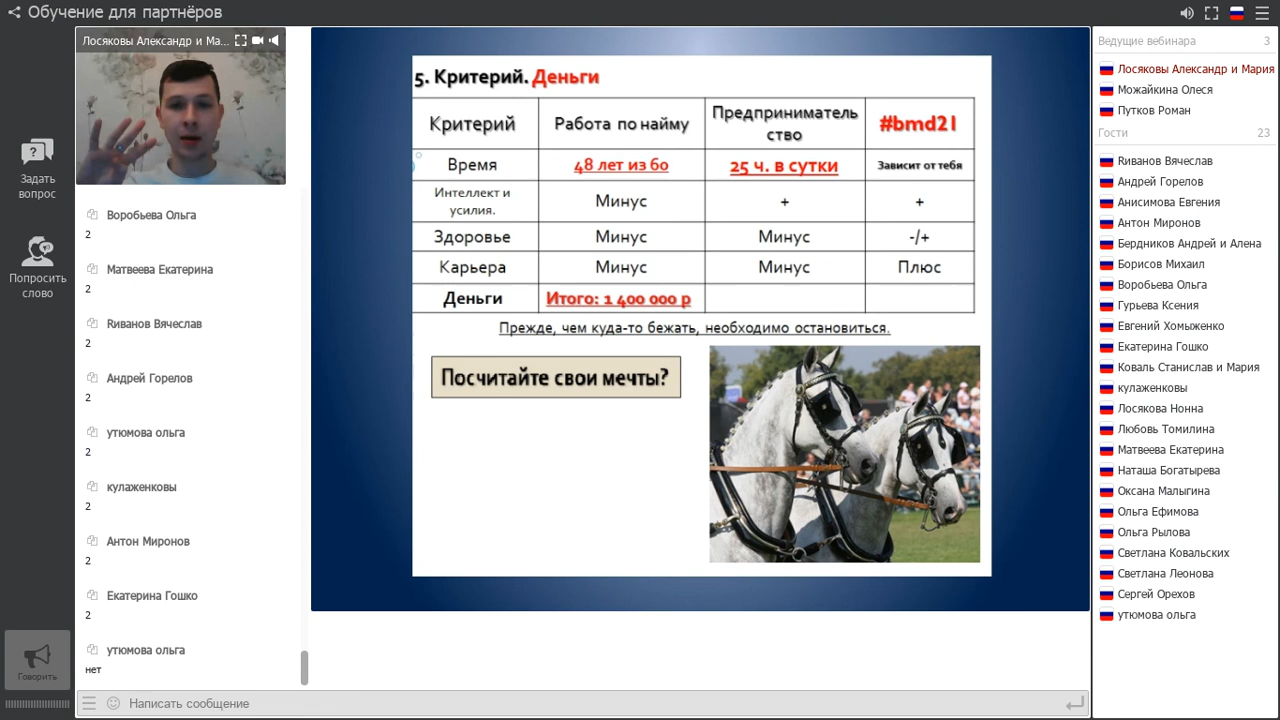 Обучение для партнёров
Лосяковы Александр и Ма...
Задать
вопрос
Попросить
слово
Говорить
Воробьева Ольга
2
Матвеева Екатерина
2
Rиванов Вячеслав
2
Андрей Горелов
2
утюмова ольга
2
кулаженковы
2
Антон Миронов
2
Екатерина Гошко
2
утюмова ольга
нет
Написать сообщение
5. Критерий. Деньги
Критерий Работа по найму Предприниматель
ство #bmd21
Время 48 лет из 60 25 ч. в сутки Зависит от тебя
Интеллект и
усилия. Минус + +
Здоровье Минус Минус -/+
Карьера Минус Минус Плюс
Деньги Итого: 1 400 000 р
Прежде, чем куда-то бежать, необходимо остановиться.
Посчитайте свои мечты?
Ведущие вебинара 3
Лосяковы Александр и Мария
Можайкина Олеся
Путков Роман
Гости 23
Rиванов Вячеслав
Андрей Горелов
Анисимова Евгения
Антон Миронов
Бердников Андрей и Алена
Борисов Михаил
Воробьева Ольга
Гурьева Ксения
Евгений Хомыженко
Екатерина Гошко
Коваль Станислав и Мария
кулаженковы
Лосякова Нонна
Любовь Томилина
Матвеева Екатерина
Наташа Богатырева
Оксана Малыгина
Ольга Ефимова
Ольга Рылова
Светлана Ковальских
Светлана Леонова
Сергей Орехов
утюмова ольга